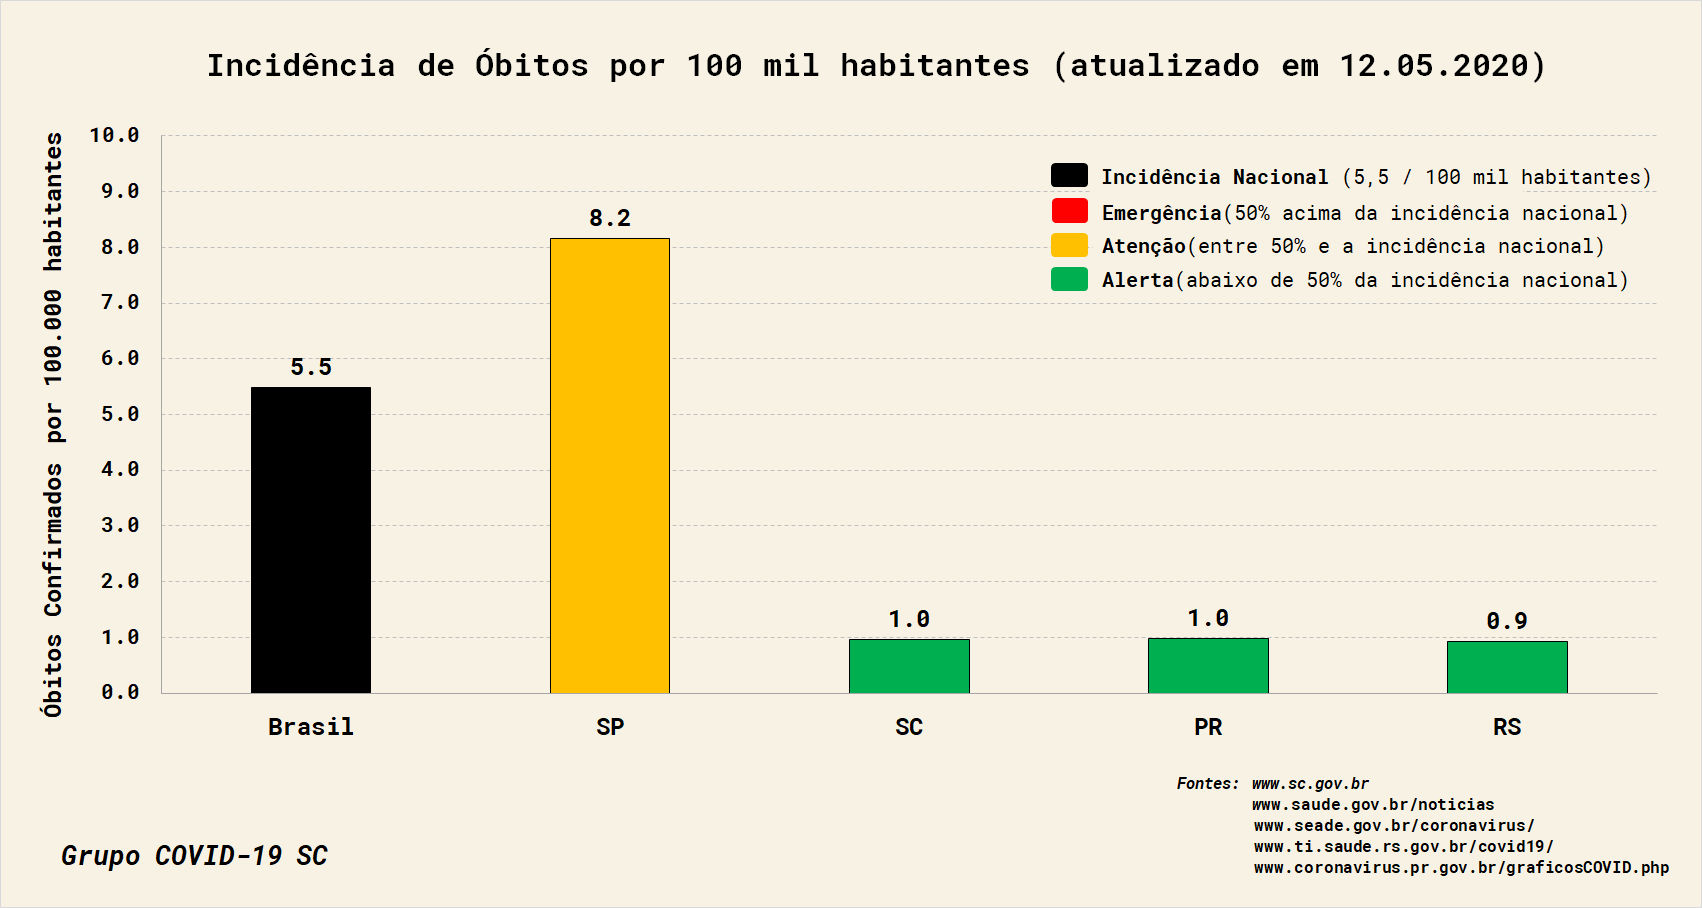 Incidência de Óbitos por 100 mil habitantes (atualizado em 12.05.2020)
Óbitos Confirmados por 100.000 habitantes
10.0
9.0
8.0
7.0
6.0
5.0
4.0
3.0
2.0
1.0
0.0
Incidência Nacional (5,5 / 100 mil habitantes)
Emergência(50% acima da incidência nacional)
Atenção(entre 50% e a incidência nacional)
Alerta(abaixo de 50% da incidência nacional)
5.5
8.2
1.0
1.0
0.9
Brasil
SP
SC
PR
RS
Fontes: www.sc.gov.br
www.saude.gov.br/noticias
www.seade.gov.br/coronavirus/
www.ti.saude.rs.gov.br/covid19/
www.coronavirus.pr.gov.br/graficosCOVID.php
Grupo COVID-19 SC